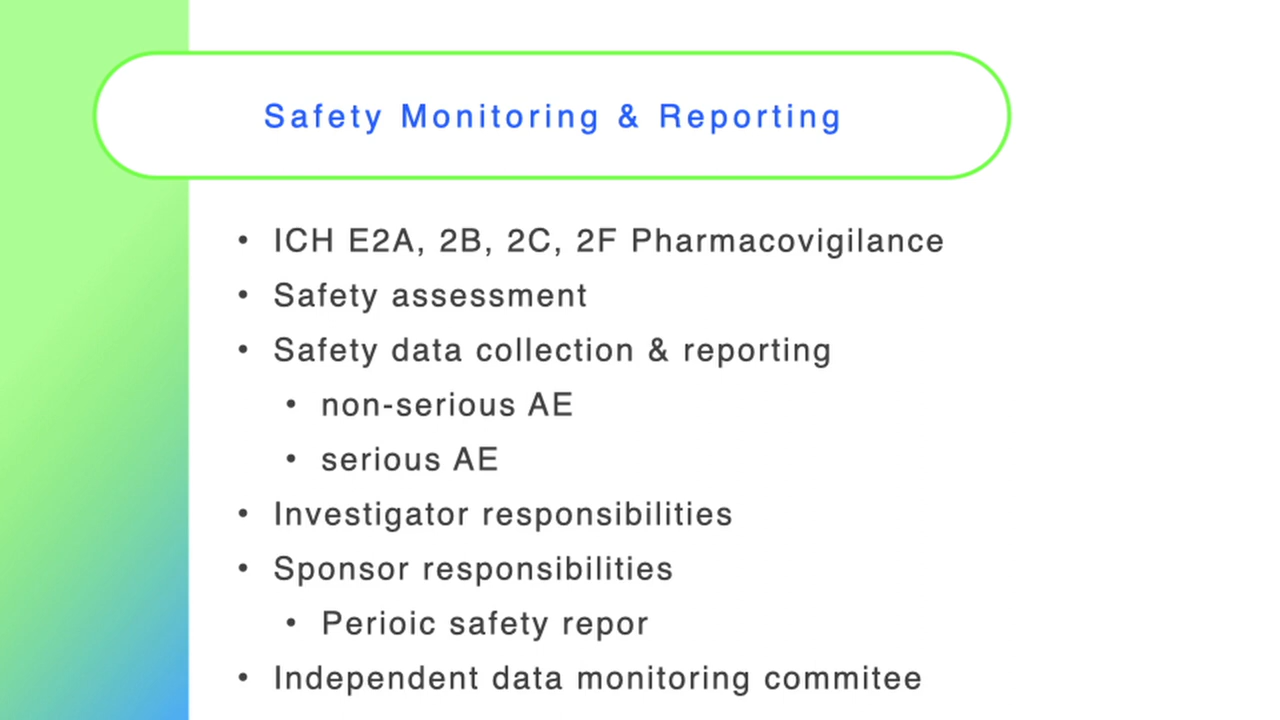 Safety Monitoring & Reporting
• ICH E2A, 2B, 2C, 2F Pharmacovigilance
• Safety assessment
• Safety data collection & reporting
• non-serious AE
• serious AE
• Investigator responsibilities
• Sponsor responsibilities
• Perioic safety repor
• Independent data monitoring commitee